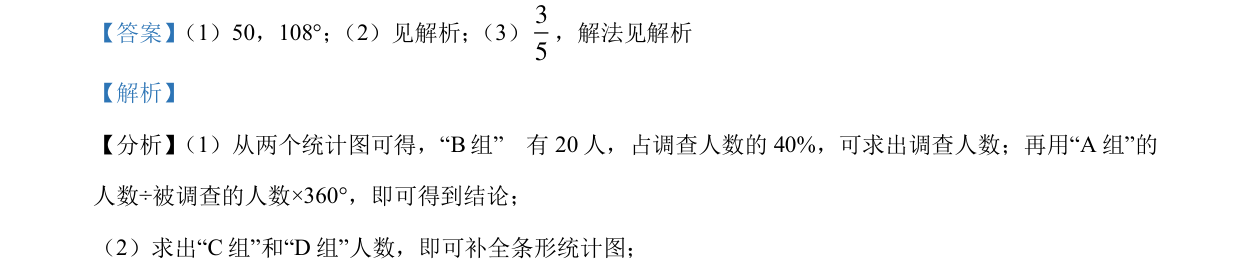 【答案】（1）50，108°；（2）见解析；（3）3/5，解法见解析
【解析】
【分析】（1）从两个统计图可得，“B 组” 有 20 人，占调查人数的 40%，可求出调查人数；再用“A 组”的
人数÷被调查的人数×360°，即可得到结论；
（2）求出“C 组”和“D 组”人数，即可补全条形统计图；